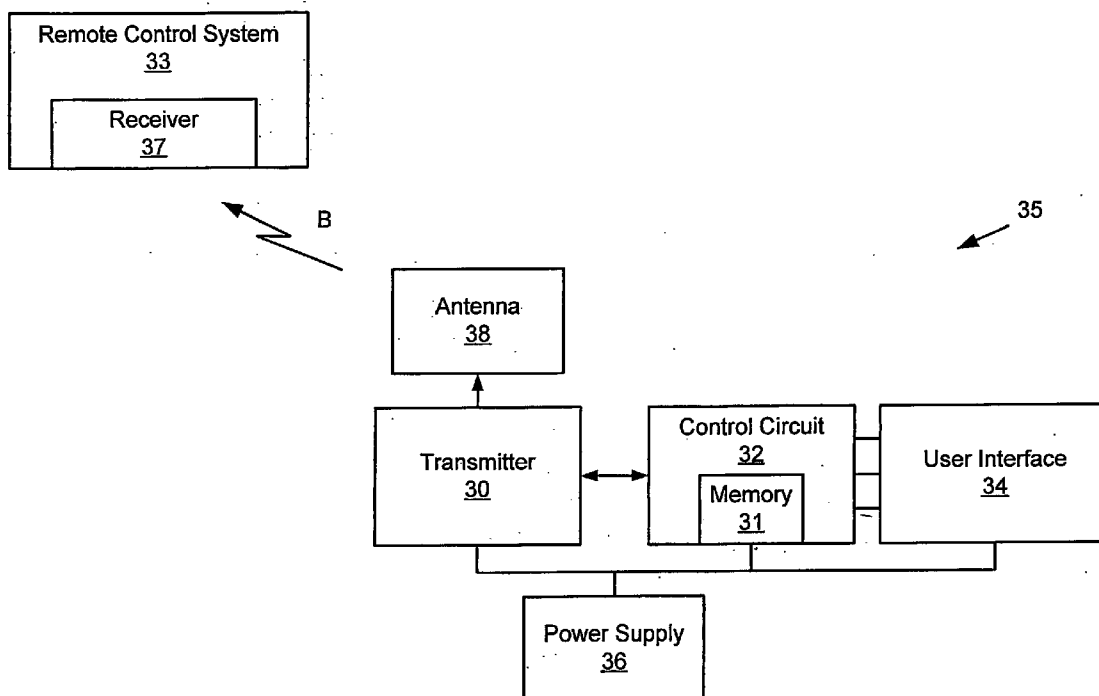 Remote Control System
33
Receiver
37
B
35
Antenna
38
Transmitter
30
Control Circuit
32
Memory
31
User Interface
34
Power Supply
36